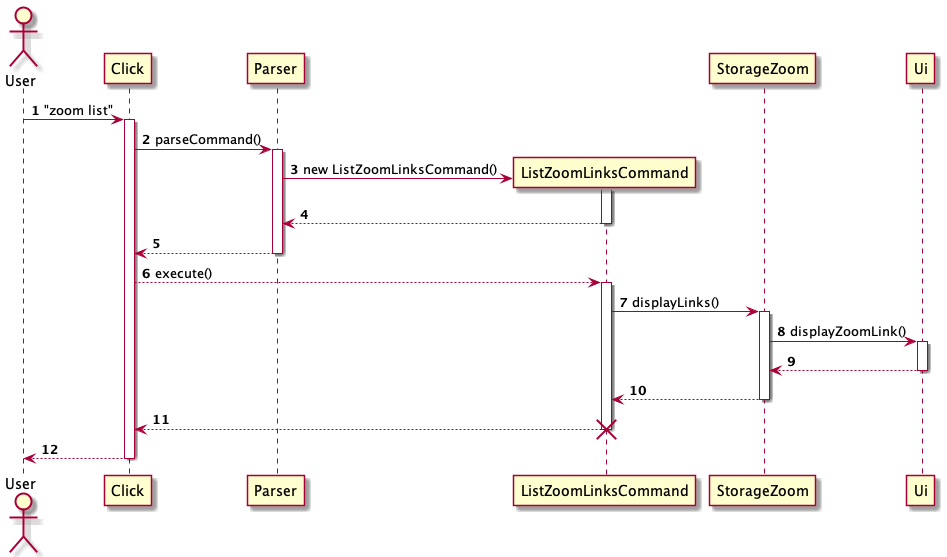 User
Click
Parser
StorageZoom
Ui
1 "zoom list"
2 parseCommand()
3 new ListZoomLinksCommand()
ListZoomLinksCommand
4
5
6 execute()
7 displayLinks()
8 displayZoomLink()
9
10
11
12
User
Click
Parser
ListZoomLinksCommand
StorageZoom
Ui